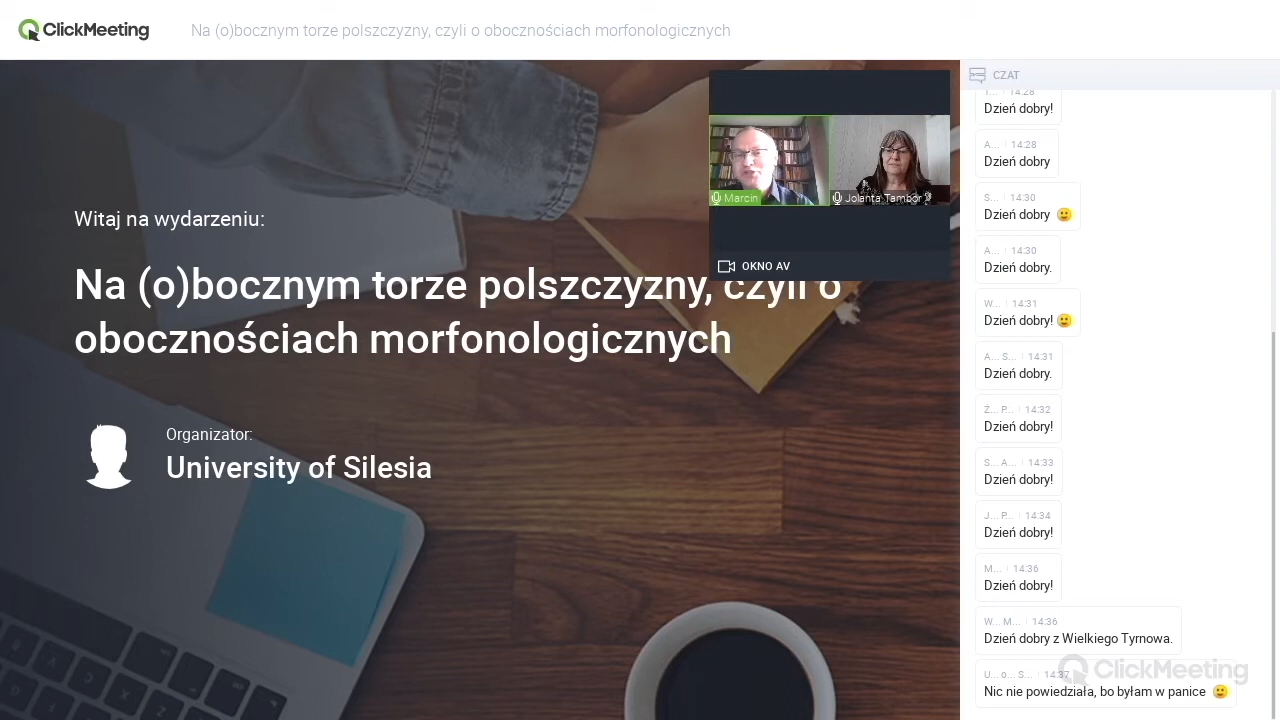 ClickMeeting
Na (o)bocznym torze polszczyzny, czyli o obocznościach morfonologicznych
CZAT
T... 14:28
Dzień dobry!
A... 14:28
Dzień dobry
S... 14:30
Dzień dobry 🙂
A... 14:30
Dzień dobry.
W... 14:31
Dzień dobry! 🙂
A... S... 14:31
Dzień dobry.
Ż... P... 14:32
Dzień dobry!
S... A... 14:33
Dzień dobry!
J... P... 14:34
Dzień dobry!
M... 14:36
Dzień dobry!
W... M... 14:36
Dzień dobry z Wielkiego Tyrnowa.
U... o... S... 14:37
Nic nie powiedziała, bo byłam w panice 🙂
ClickMeeting
Marcin
Jolanta Tambor
OKNO AV
Witaj na wydarzeniu:
Na (o)bocznym torze polszczyzny, czyli o
obocznościach morfonologicznych
Organizator:
University of Silesia